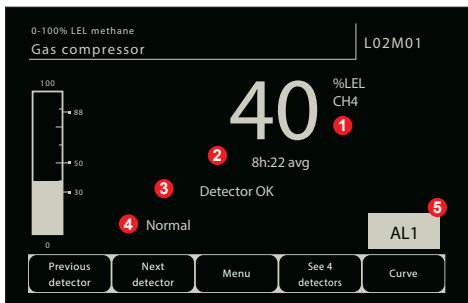 0-100% LEL methane
Gas compressor
L02M01
100
88
50
30
0
40
%LEL
CH4
1
2
8h:22 avg
3
Detector OK
4
Normal
5
AL1
Previous
detector
Next
detector
Menu
See 4
detectors
Curve